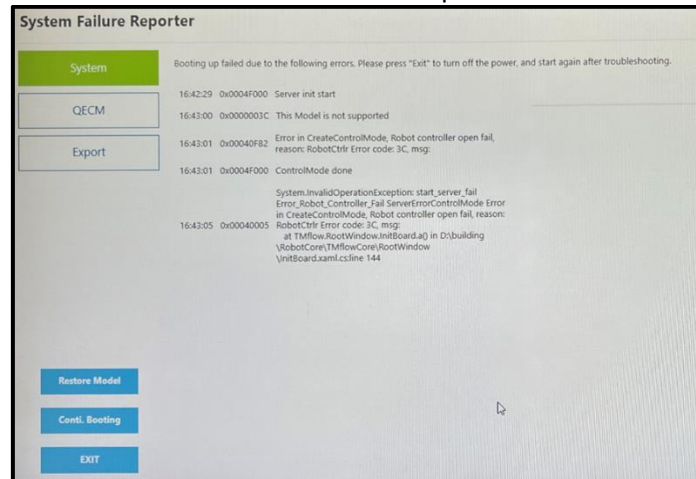 System Failure Reporter
System
QECM
Export
Booting up failed due to the following errors. Please press "Exit" to turn off the power, and start again after troubleshooting.
16:42:29 0x0004F000 Server init start
16:43:00 0x0000003C This Model is not supported
16:43:01 0x00040F82 Error in CreateControlMode, Robot controller open fail,
reason: RobotCtrlr Error code: 3C, msg:
16:43:01 0x0004F000 ControlMode done
System.InvalidOperationException: start_server_fail
Error_Robot_Controller_Fail ServerErrorControlMode Error
in CreateControlMode, Robot controller open fail, reason:
16:43:05 0x00040005 RobotCtrlr Error code: 3C, msg:
at TMflow.RootWindow.InitBoard.a() in D:\building
\RobotCore\TMflowCore\RootWindow
\InitBoard.xaml.cs:line 144
Restore Model
Conti. Booting
EXIT